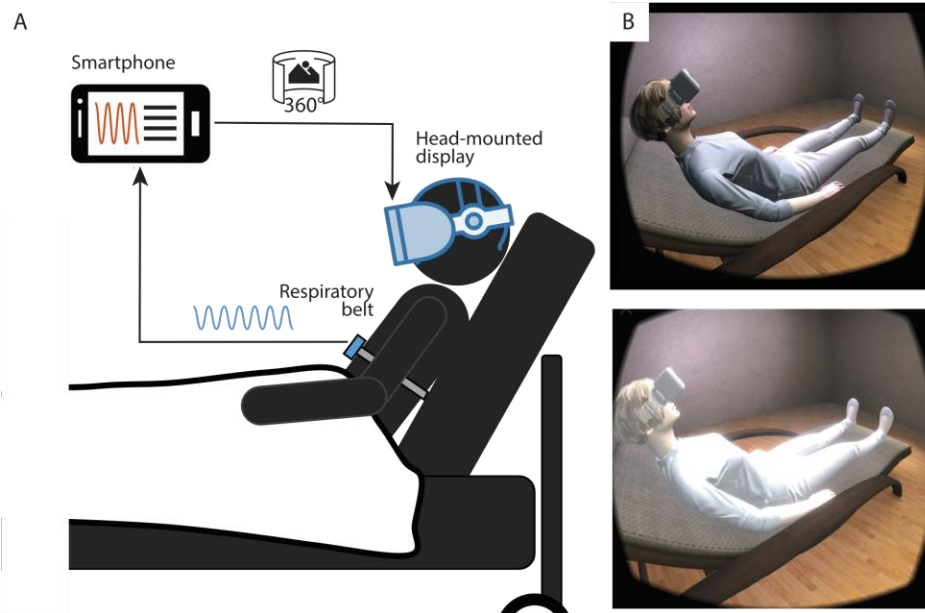 A
Smartphone
360°
Head-mounted
display
Respiratory
belt
B